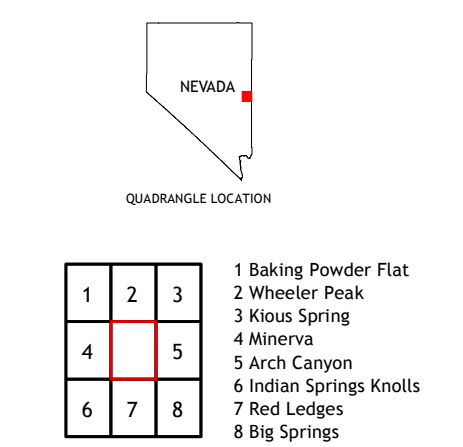 NEVADA
QUADRANGLE LOCATION
1 2 3
4 5
6 7 8
1 Baking Powder Flat
2 Wheeler Peak
3 Kious Spring
4 Minerva
5 Arch Canyon
6 Indian Springs Knolls
7 Red Ledges
8 Big Springs